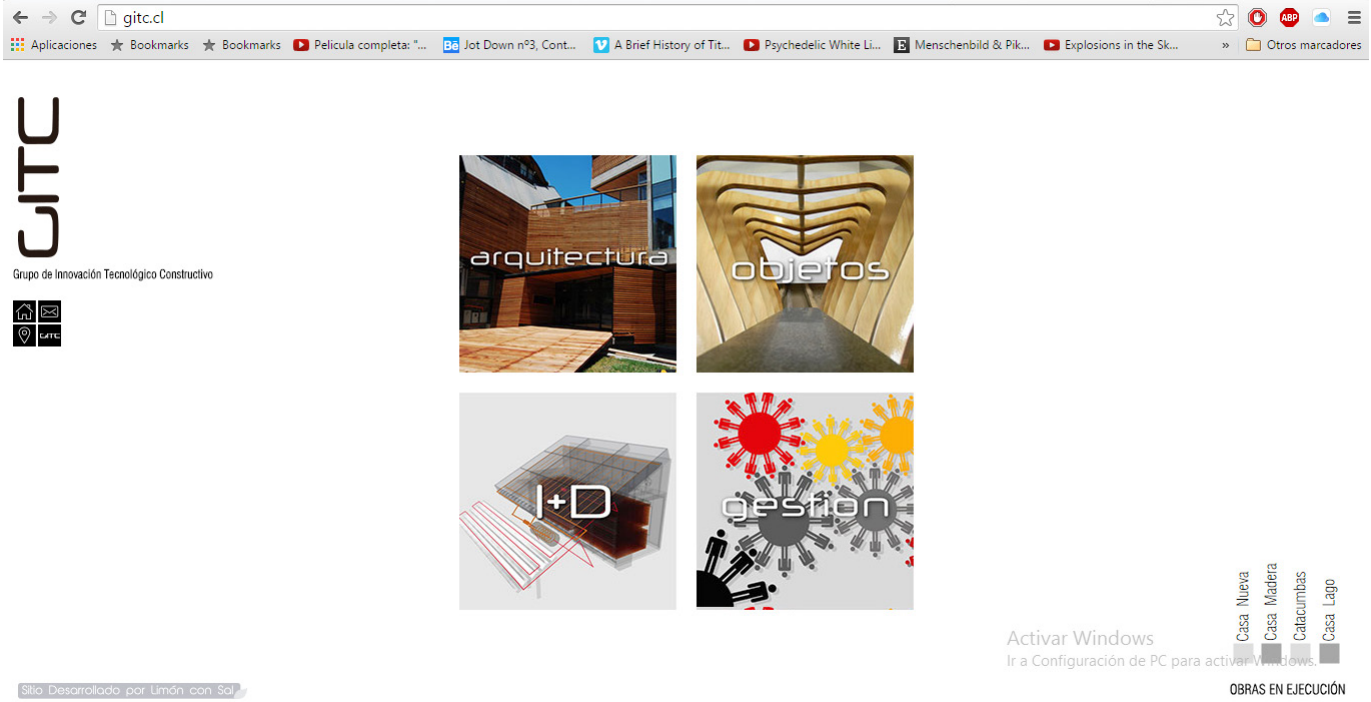 gitc.cl
ABP
Aplicaciones Bookmarks Bookmarks Pelicula completa: "... Bē Jot Down nº3, Cont... A Brief History of Tit... Psychedelic White Li... E Menschenbild & Pik... Explosions in the Sk... » Otros marcadores
GITC
Grupo de Innovación Tecnológico Constructivo
GITC
arquitectura
objetos
I+D
gestion
Casa Nueva
Casa Madera
Catacumbas
Casa Lago
Activar Windows
Ir a Configuración de PC para activar Windows.
OBRAS EN EJECUCIÓN
Sitio Desarrollado por Limón con Sal